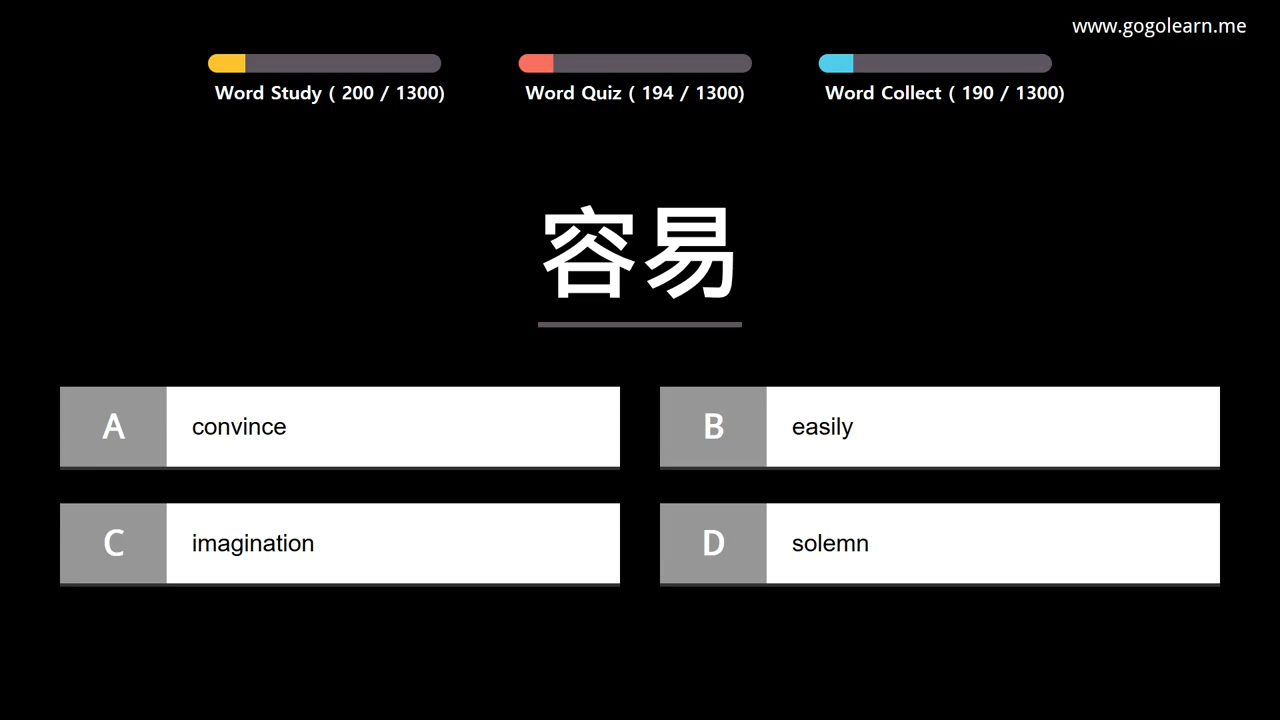 www.gogolearn.me
Word Study ( 200 / 1300)
Word Quiz ( 194 / 1300)
Word Collect ( 190 / 1300)
容易
A convince
B easily
C imagination
D solemn